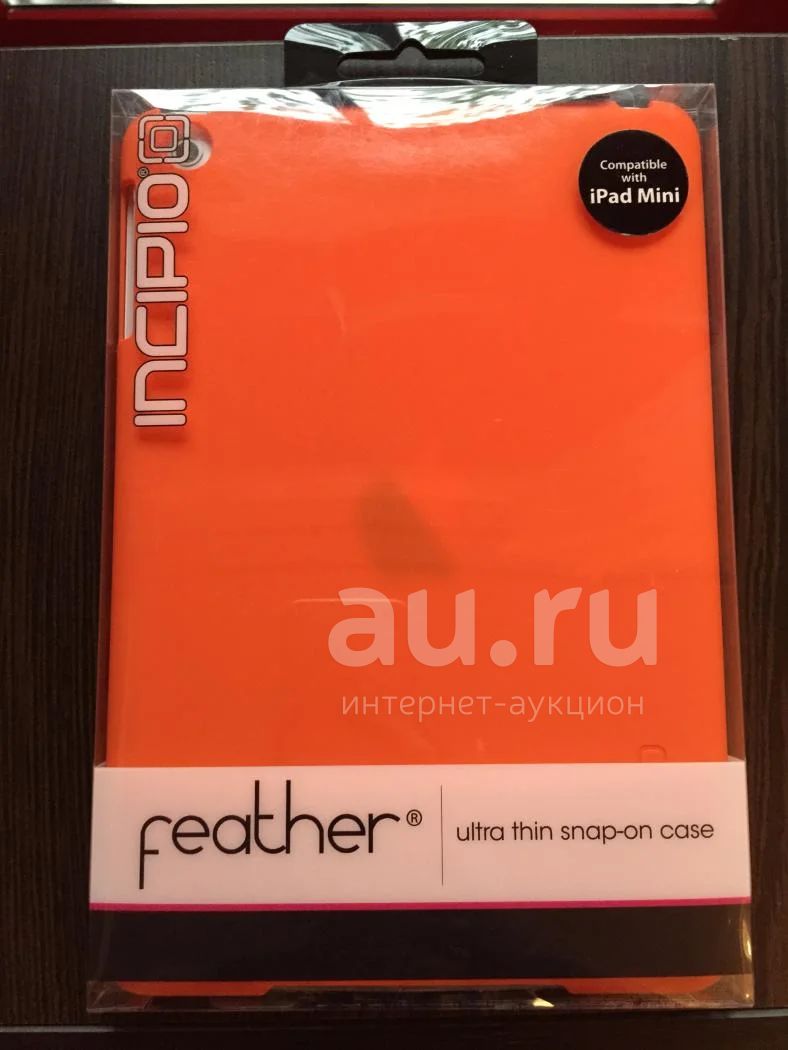 INCIPIO®
Compatible
with
iPad Mini
au.ru
интернет-аукцион
feather®
ultra thin snap-on case